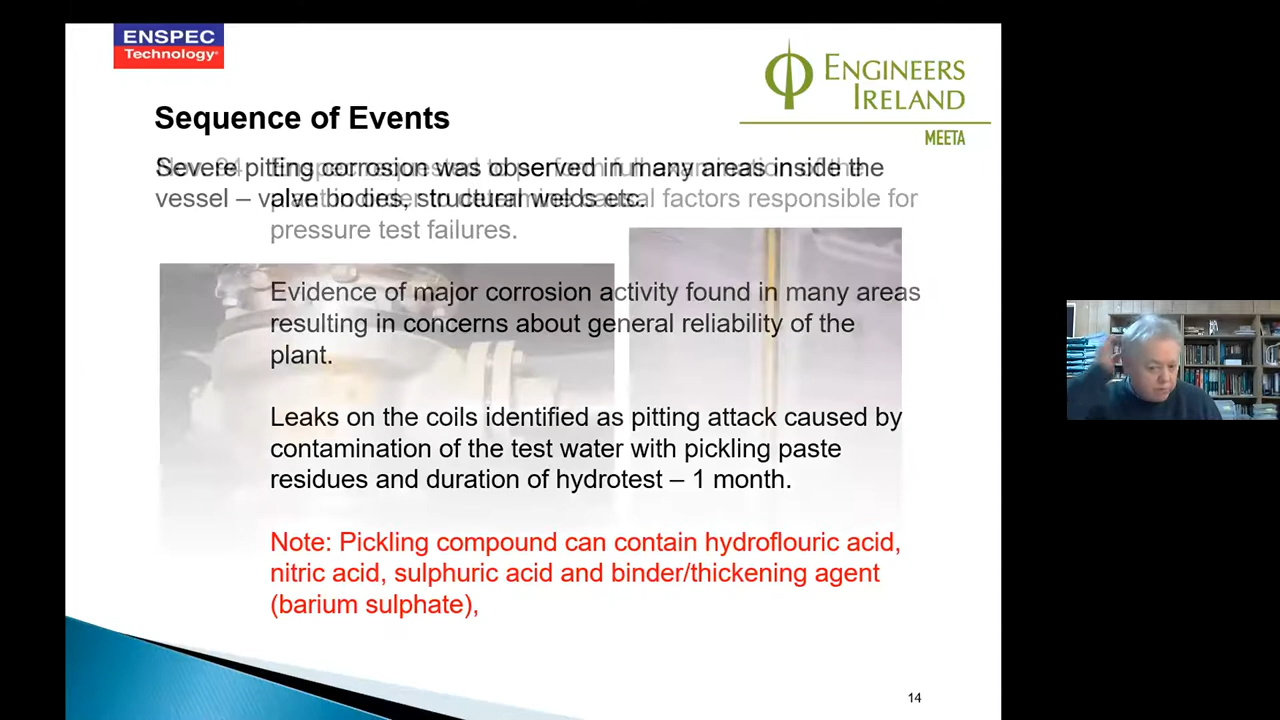 ENSPEC
Technology
ENGINEERS
IRELAND
MEETA
Sequence of Events
Severe pitting corrosion was observed in many areas inside the
vessel – valve bodies, structural welds etc.
factors responsible for
pressure test failures.
Evidence of major corrosion activity found in many areas
resulting in concerns about general reliability of the
plant.
Leaks on the coils identified as pitting attack caused by
contamination of the test water with pickling paste
residues and duration of hydrotest – 1 month.
Note: Pickling compound can contain hydroflouric acid,
nitric acid, sulphuric acid and binder/thickening agent
(barium sulphate),
14